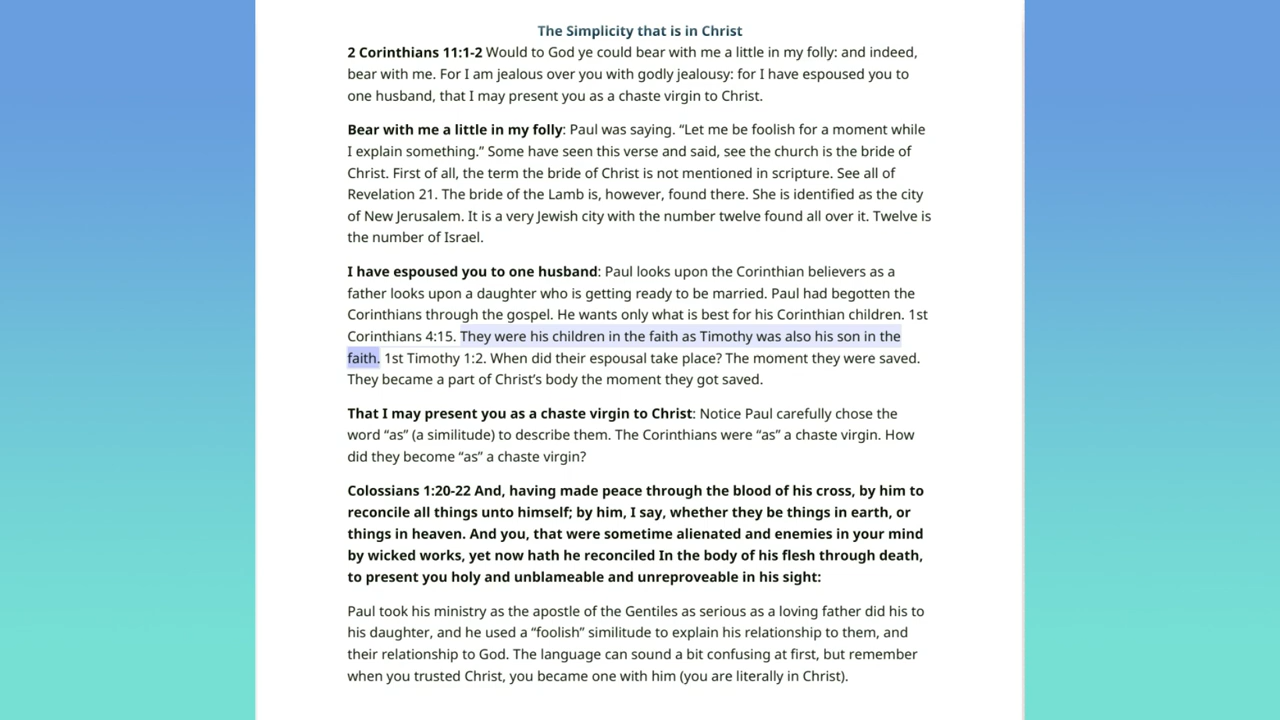 The Simplicity that is in Christ
2 Corinthians 11:1-2 Would to God ye could bear with me a little in my folly: and indeed,
bear with me. For I am jealous over you with godly jealousy: for I have espoused you to
one husband, that I may present you as a chaste virgin to Christ.
Bear with me a little in my folly: Paul was saying. “Let me be foolish for a moment while
I explain something.” Some have seen this verse and said, see the church is the bride of
Christ. First of all, the term the bride of Christ is not mentioned in scripture. See all of
Revelation 21. The bride of the Lamb is, however, found there. She is identified as the city
of New Jerusalem. It is a very Jewish city with the number twelve found all over it. Twelve is
the number of Israel.
I have espoused you to one husband: Paul looks upon the Corinthian believers as a
father looks upon a daughter who is getting ready to be married. Paul had begotten the
Corinthians through the gospel. He wants only what is best for his Corinthian children. 1st
Corinthians 4:15. They were his children in the faith as Timothy was also his son in the
faith. 1st Timothy 1:2. When did their espousal take place? The moment they were saved.
They became a part of Christ’s body the moment they got saved.
That I may present you as a chaste virgin to Christ: Notice Paul carefully chose the
word “as” (a similitude) to describe them. The Corinthians were “as” a chaste virgin. How
did they become “as” a chaste virgin?
Colossians 1:20-22 And, having made peace through the blood of his cross, by him to
reconcile all things unto himself; by him, I say, whether they be things in earth, or
things in heaven. And you, that were sometime alienated and enemies in your mind
by wicked works, yet now hath he reconciled In the body of his flesh through death,
to present you holy and unblameable and unreproveable in his sight:
Paul took his ministry as the apostle of the Gentiles as serious as a loving father did his to
his daughter, and he used a “foolish” similitude to explain his relationship to them, and
their relationship to God. The language can sound a bit confusing at first, but remember
when you trusted Christ, you became one with him (you are literally in Christ).